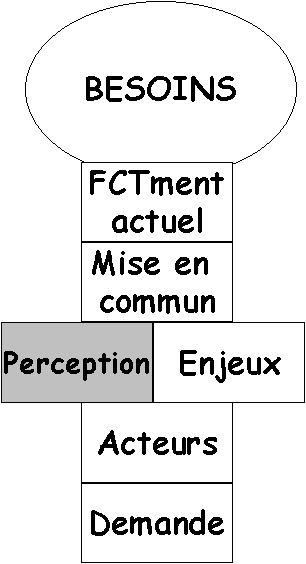 BESOINS
FCTment
actuel
Mise en
commun
Perception
Enjeux
Acteurs
Demande